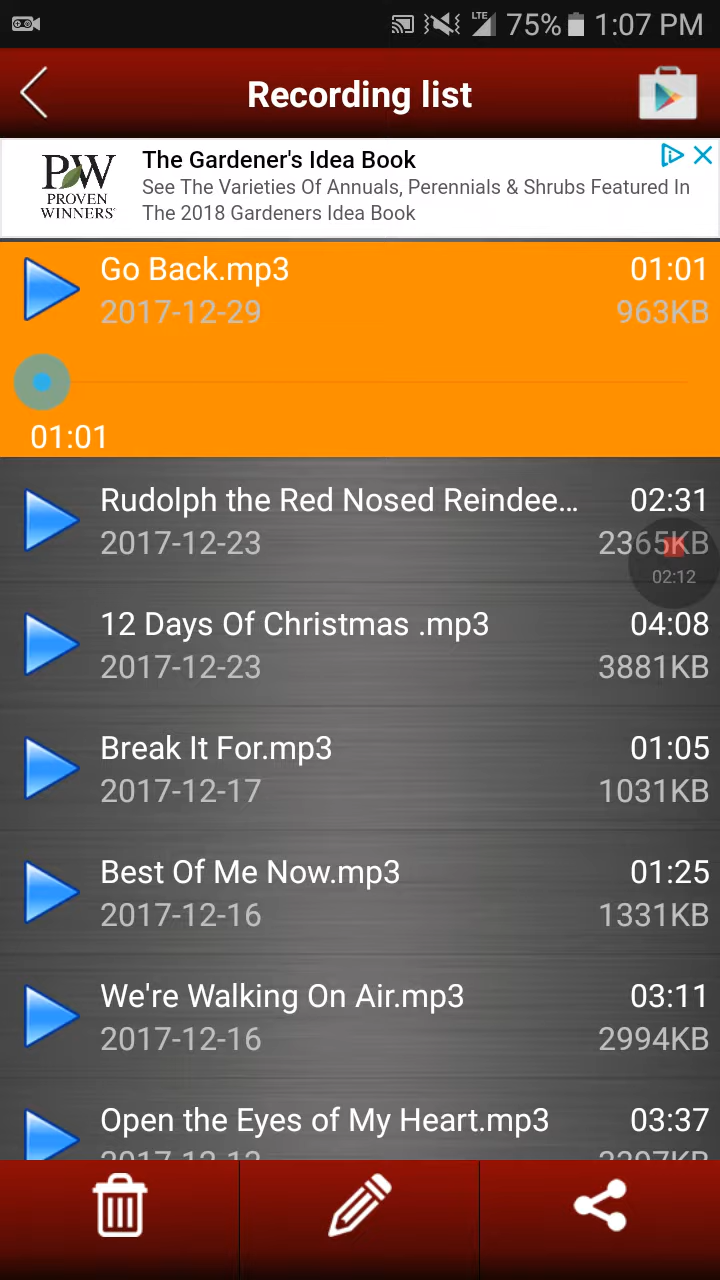 LTE 75% 1:07 PM
Recording list
PW
PROVEN
WINNERS
The Gardener's Idea Book
See The Varieties Of Annuals, Perennials & Shrubs Featured In
The 2018 Gardeners Idea Book
Go Back.mp3 01:01
2017-12-29 963KB
01:01
Rudolph the Red Nosed Reindee... 02:31
2017-12-23 2365KB
02:12
12 Days Of Christmas .mp3 04:08
2017-12-23 3881KB
Break It For.mp3 01:05
2017-12-17 1031KB
Best Of Me Now.mp3 01:25
2017-12-16 1331KB
We're Walking On Air.mp3 03:11
2017-12-16 2994KB
Open the Eyes of My Heart.mp3 03:37